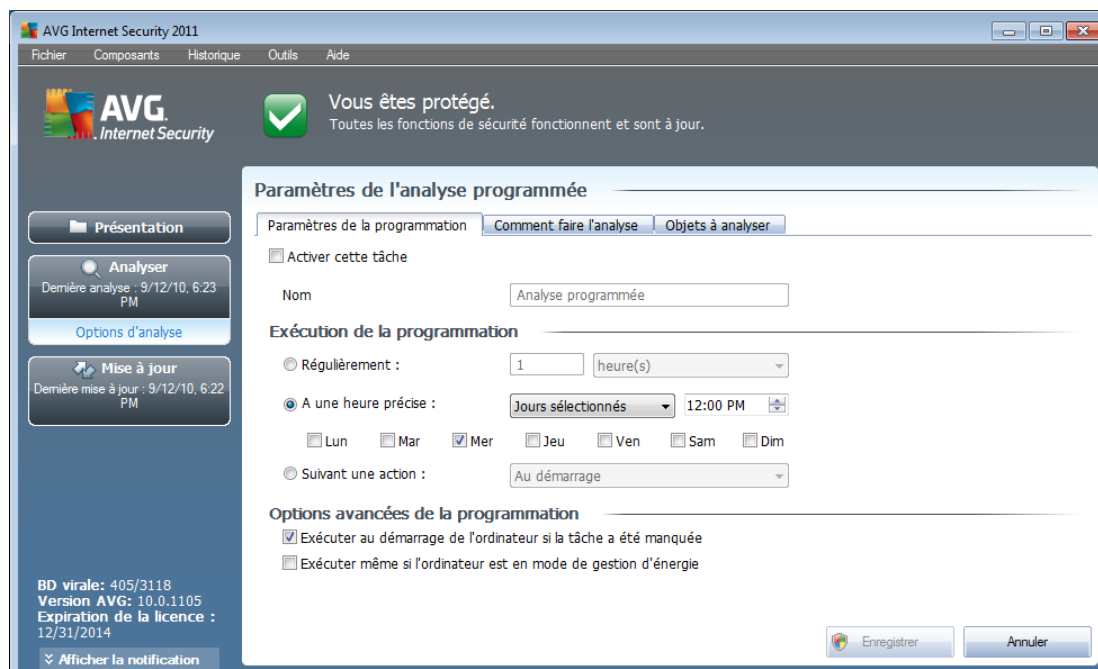 AVG Internet Security 2011
Fichier Composants Historique Outils Aide
AVG.
Internet Security
Vous êtes protégé.
Toutes les fonctions de sécurité fonctionnent et sont à jour.
Présentation
Analyser
Dernière analyse : 9/12/10, 6:23
PM
Options d'analyse
Mise à jour
Dernière mise à jour : 9/12/10, 6:22
PM
BD virale: 405/3118
Version AVG: 10.0.1105
Expiration de la licence :
12/31/2014
Afficher la notification
Paramètres de l'analyse programmée
Paramètres de la programmation Comment faire l'analyse Objets à analyser
Activer cette tâche
Nom Analyse programmée
Exécution de la programmation
Régulièrement : 1 heure(s)
A une heure précise : Jours sélectionnés 12:00 PM
Lun Mar Mer Jeu Ven Sam Dim
Suivant une action : Au démarrage
Options avancées de la programmation
Exécuter au démarrage de l'ordinateur si la tâche a été manquée
Exécuter même si l'ordinateur est en mode de gestion d'énergie
Enregistrer Annuler